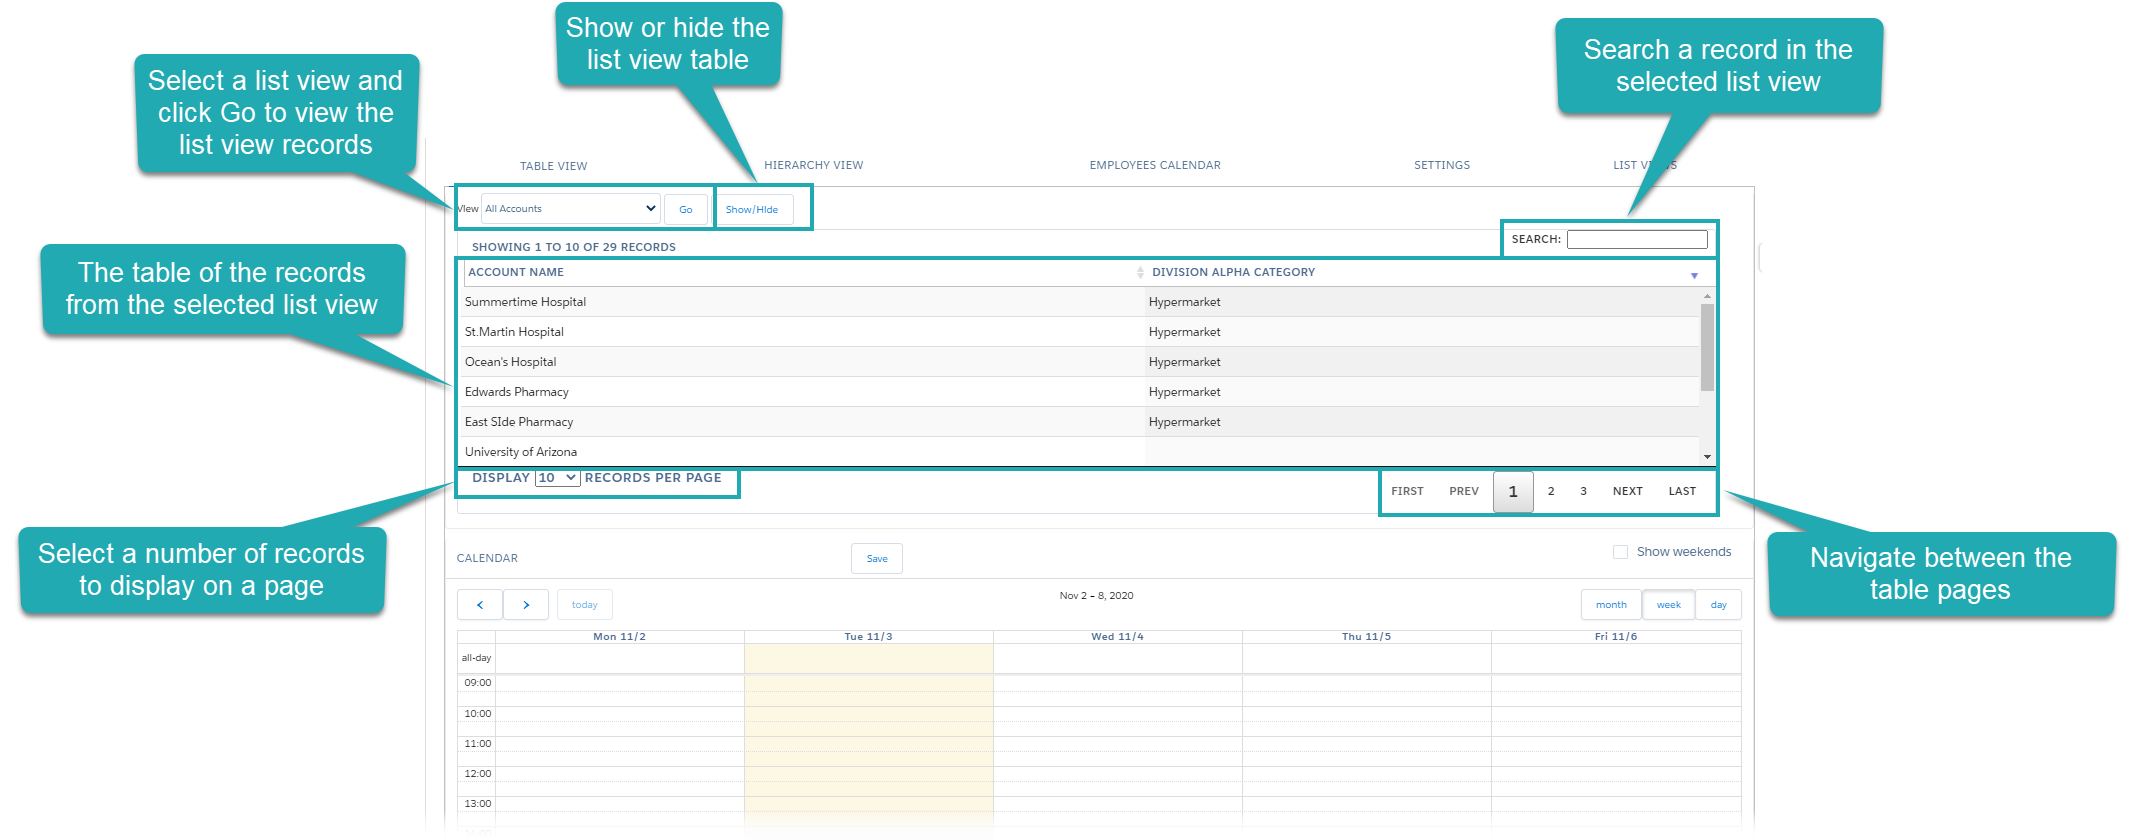 Show or hide the
list view table
Search a record in the
selected list view
Select a list view and
click Go to view the
list view records
TABLE VIEW
HIERARCHY VIEW
EMPLOYEES CALENDAR
SETTINGS
LIST VIEWS
View
All Accounts
Go
Show/HIde
SEARCH:
SHOWING 1 TO 10 OF 29 RECORDS
The table of the records
from the selected list view
ACCOUNT NAME
DIVISION ALPHA CATEGORY
Summertime Hospital
Hypermarket
St.Martin Hospital
Hypermarket
Ocean's Hospital
Hypermarket
Edwards Pharmacy
Hypermarket
East SIde Pharmacy
Hypermarket
University of Arizona
DISPLAY 10 RECORDS PER PAGE
FIRST
PREV
1
2
3
NEXT
LAST
Select a number of records
to display on a page
Navigate between the
table pages
CALENDAR
Save
Show weekends
today
Nov 2 – 8, 2020
month
week
day
Mon 11/2
Tue 11/3
Wed 11/4
Thu 11/5
Fri 11/6
all-day
09:00
10:00
11:00
12:00
13:00